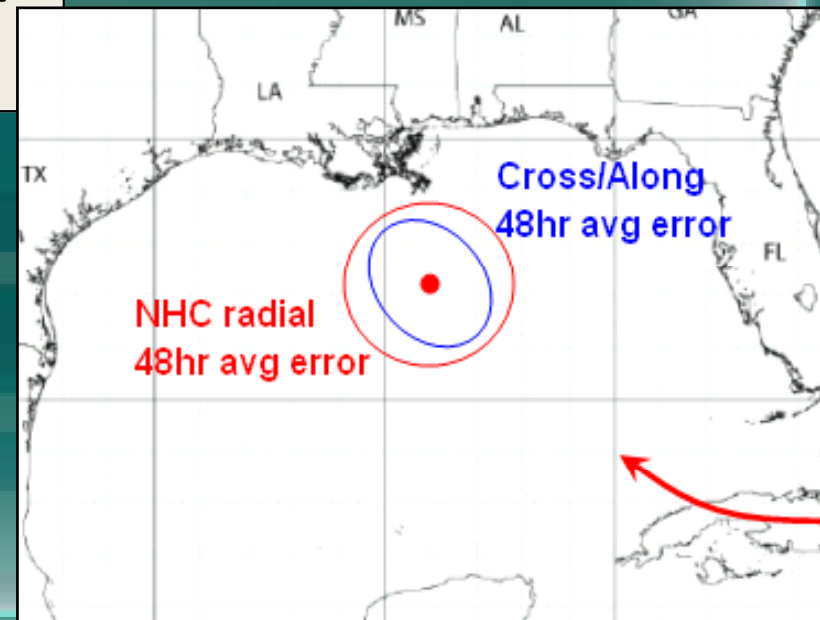 MS
AL
GA
LA
TX
Cross/Along
48hr avg error
FL
NHC radial
48hr avg error